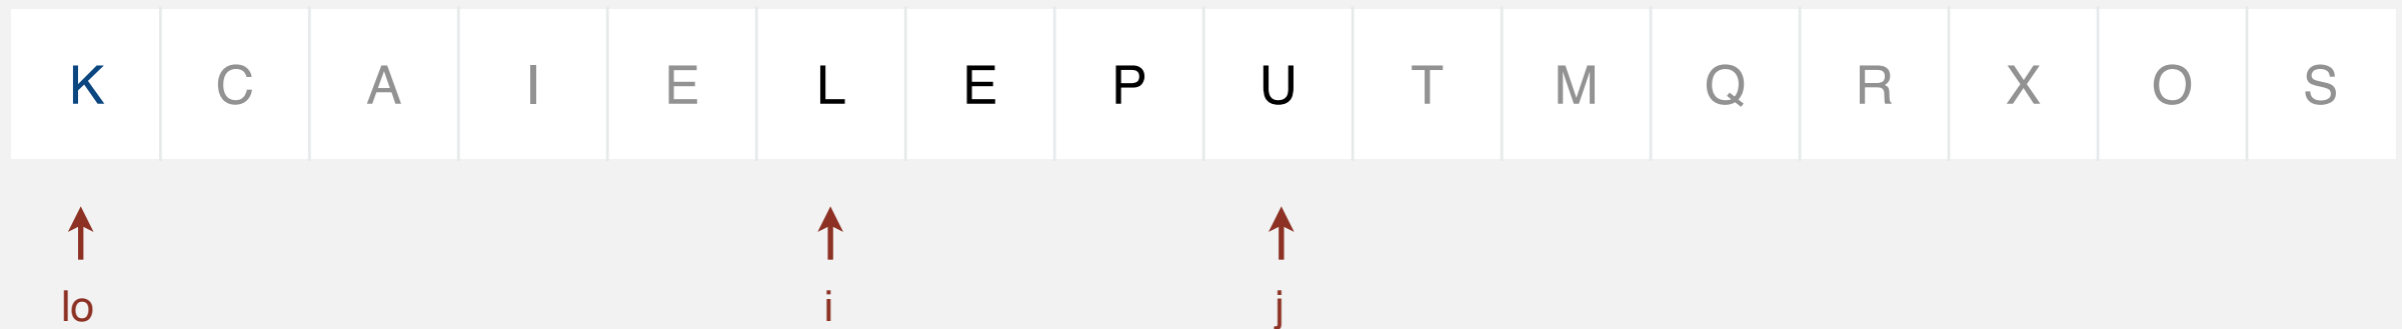 K C A I E L E P U T M Q R X O S
lo i j